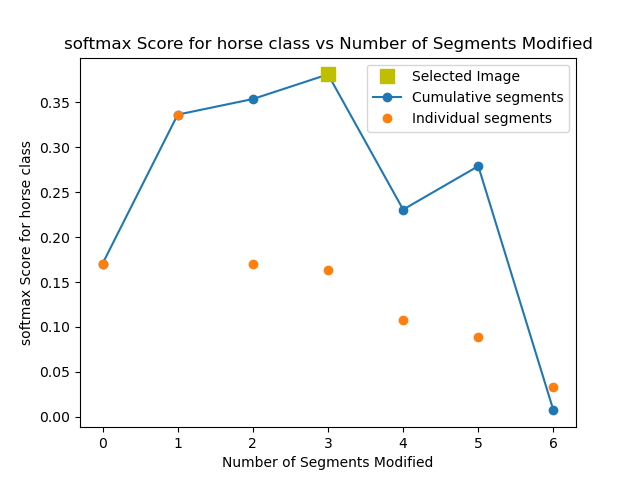 softmax Score for horse class vs Number of Segments Modified
Selected Image
Cumulative segments
Individual segments
softmax Score for horse class
0.35
0.30
0.25
0.20
0.15
0.10
0.05
0.00
0 1 2 3 4 5 6
Number of Segments Modified